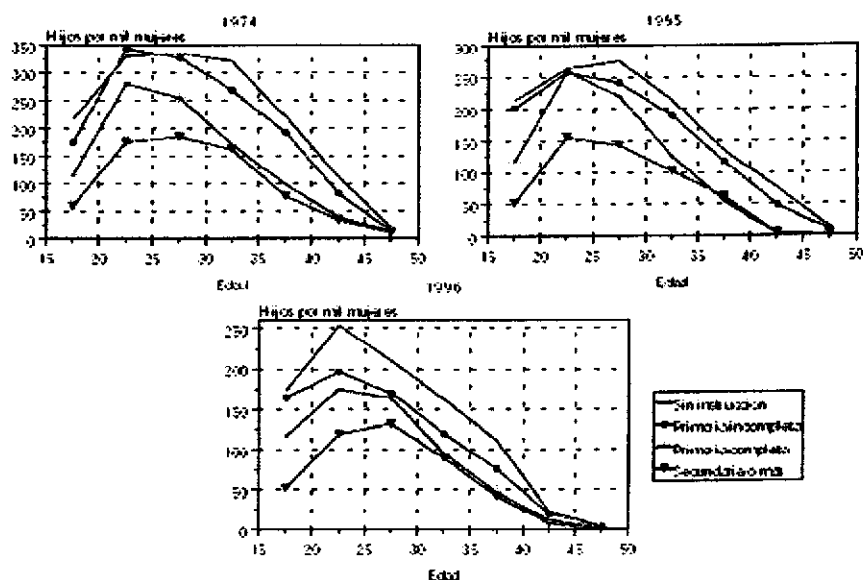 1974
Hijos por mil mujeres
350
300
250
200
150
100
50
0
15 20 25 30 35 40 45 50
Edad
1985
Hijos por mil mujeres
300
250
200
150
100
50
0
15 20 25 30 35 40 45 50
Edad
1996
Hijos por mil mujeres
250
200
150
100
50
0
15 20 25 30 35 40 45 50
Edad
Sin instruccion
Primaria incompleta
Primaria completa
Secundaria o mas